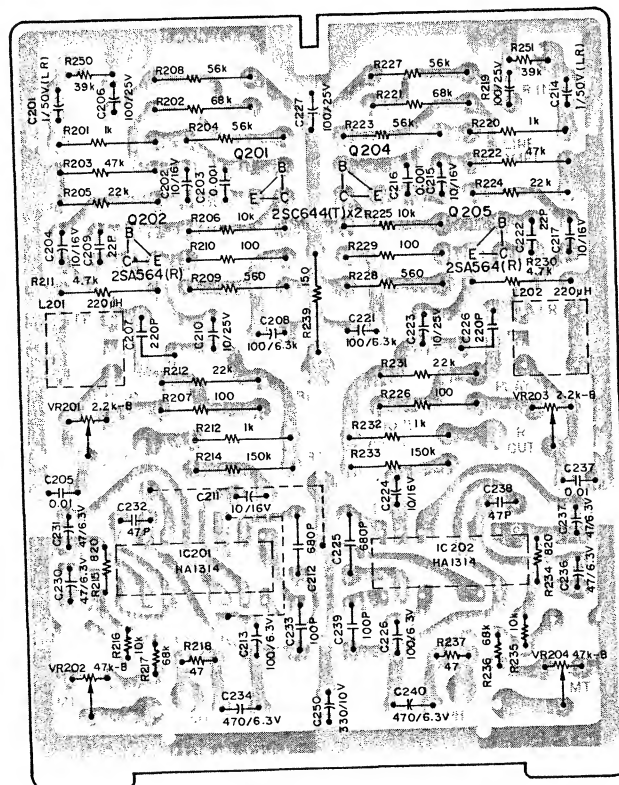 R250
39k
R208 56k
R227 56k
R251
39k
C201
1/50V(LR)
C206
100/25V
R202 68k
C227
100/25V
R221 68k
R219
100/25V
C214
1/50V(LR)
R201 1k
R204 56k
R223 56k
R220 1k
Q201
Q204
R203 47k
R222 47k
C202
10/16V
C203
0.001
B
E C
B
E C
C216
0.001
C215
10/16V
R205 22k
R224 22k
2SC644(T)x2
Q202
R206 10k
R225 10k
Q205
C204
10/16V
C209
22P
B
C E
2SA564(R)
R210 100
R229 100
B
E C
2SA564(R)
C222
22P
C217
10/16V
R211 4.7k
R209 560
R239
150
R228 560
R230
4.7k
L201 220μH
L202 220μH
C207
220P
C210
10/25V
C208
100/6.3k
C221
100/6.3k
C223
10/25V
C226
220P
R212 22k
R231 22k
VR201 2.2k-B
R207 100
R226 100
VR203 2.2k-B
R212 1k
R232 1k
R
OUT
R214 150k
R233 150k
C205
0.01
C211
10/16V
C224
10/16V
C237
0.01
C232
47P
C238
47P
C231
47/6.3V
R215 820
C230
47/6.3V
IC201
HA1314
680P
C212
C225
680P
IC202
HA1314
R234 820
C237
47/6.3V
C236
47/6.3V
R216
10k
R217
68k
R218
47
C213
100/6.3V
C233
100P
C239
100P
C226
100/6.3V
R237
47
R236
68k
R235
10k
VR202 47k-B
VR204 47k-B
MT
C234
470/6.3V
C250
330/10V
C240
470/6.3V